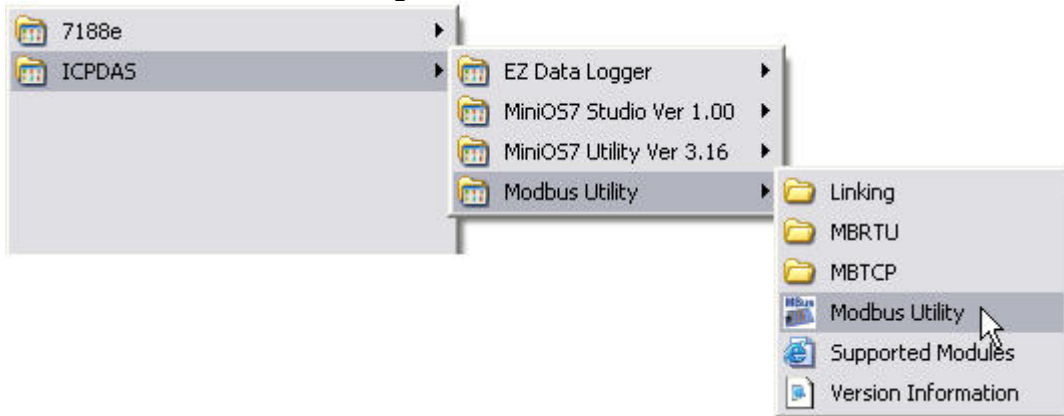 7188e
ICPDAS
EZ Data Logger
MiniOS7 Studio Ver 1.00
MiniOS7 Utility Ver 3.16
Modbus Utility
Linking
MBRTU
MBTCP
Modbus Utility
Supported Modules
Version Information